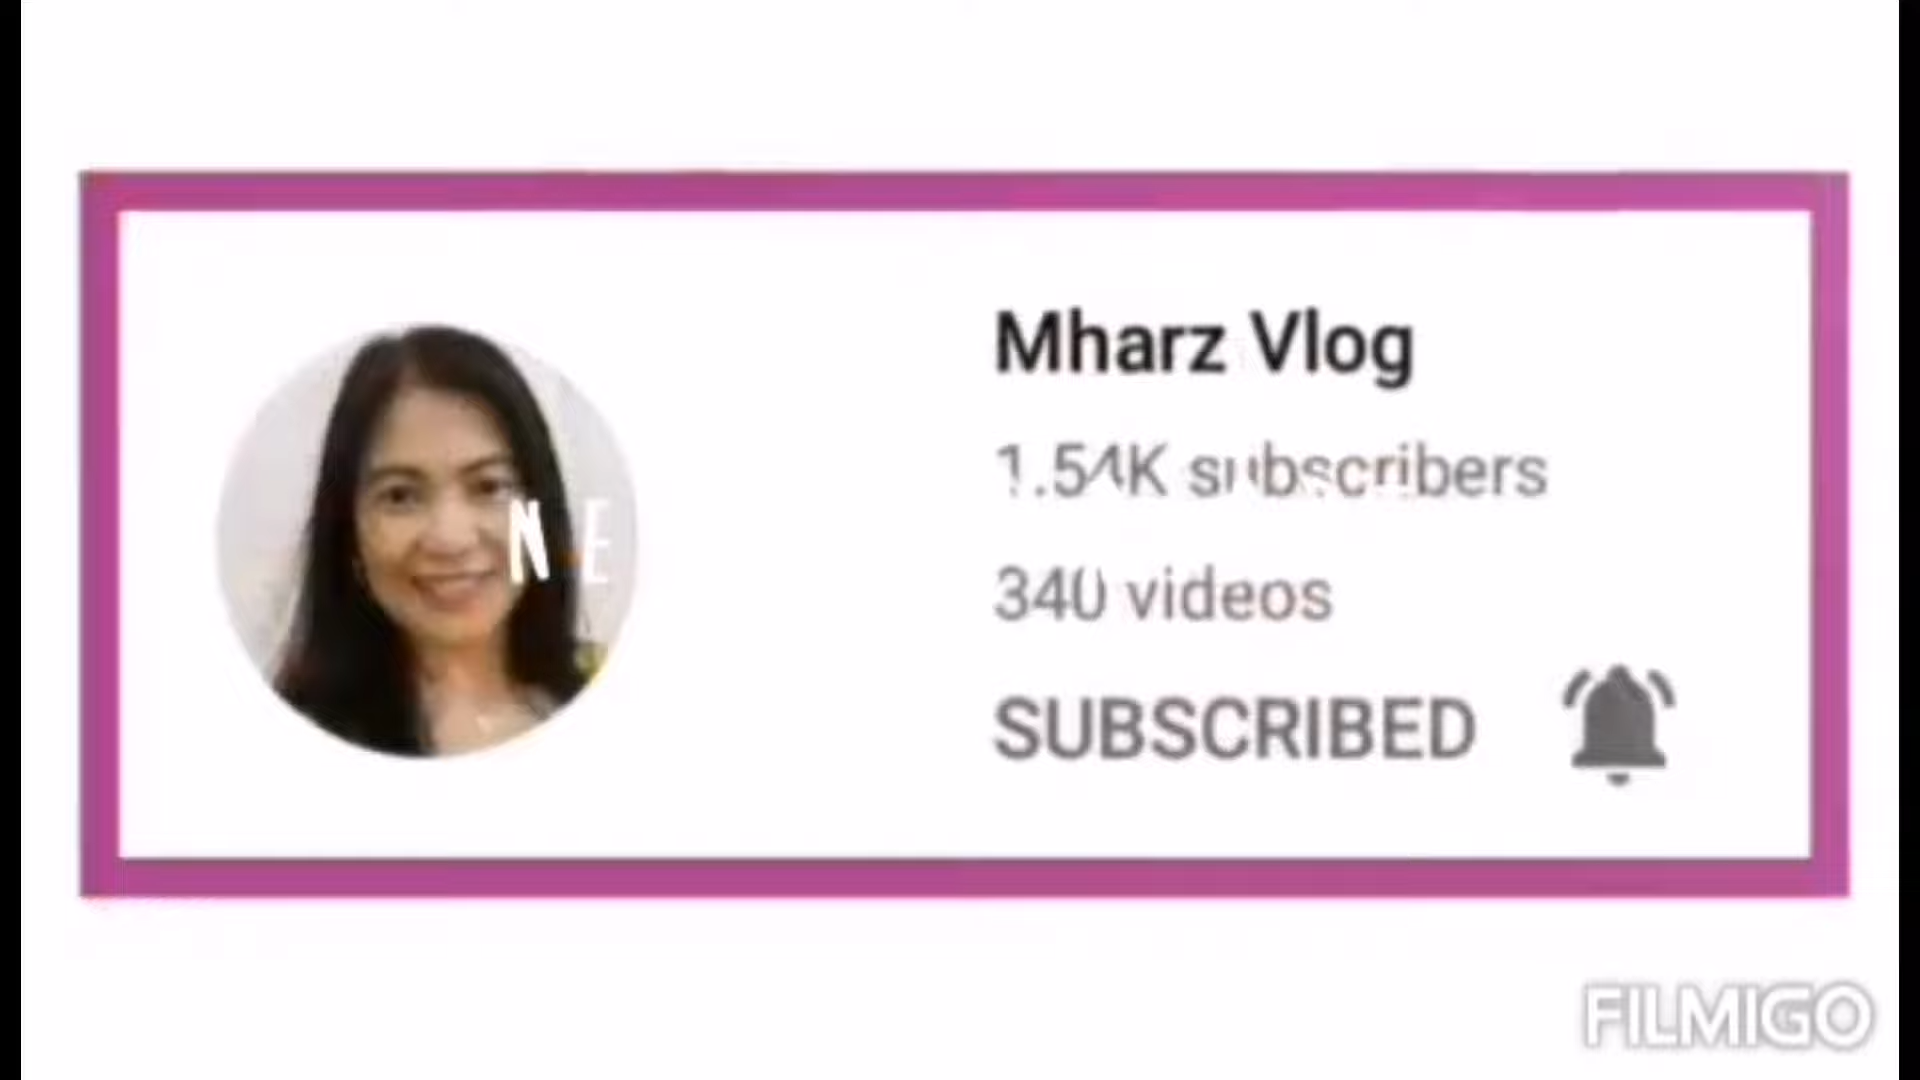 Mharz Vlog
1.54K subscribers
340 videos
SUBSCRIBED
N E
FILMIGO